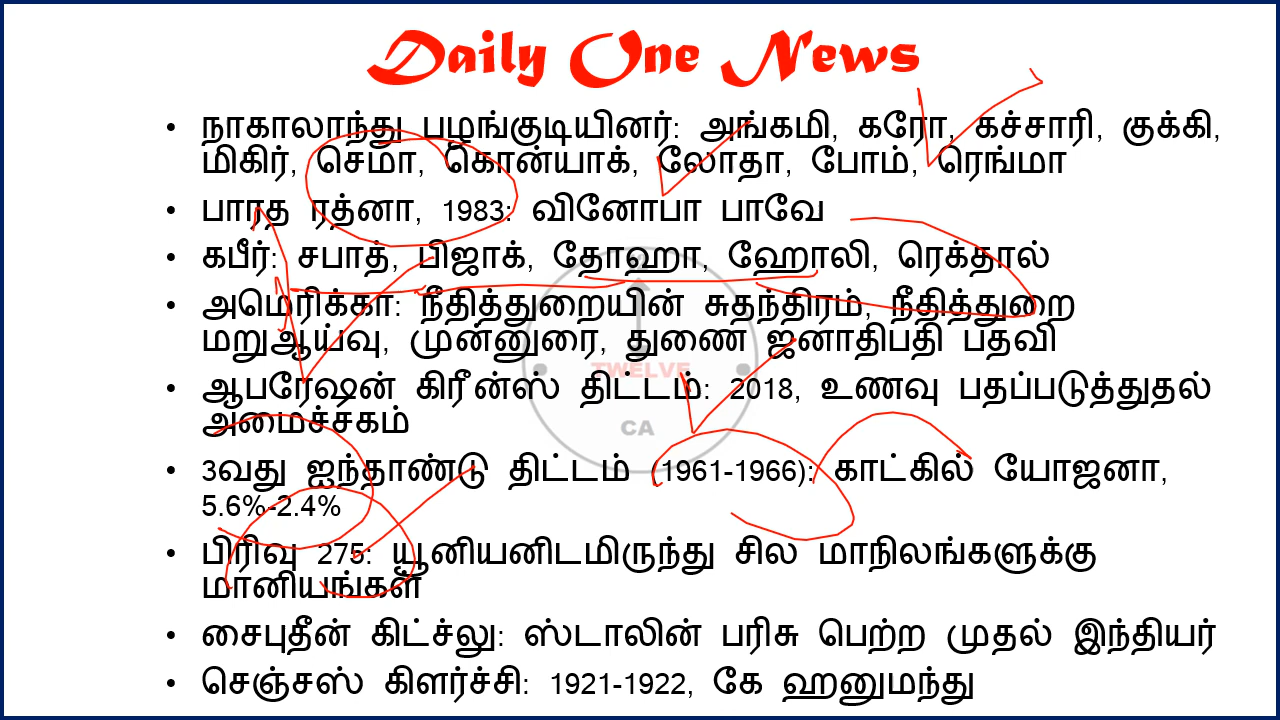 Daily One News
• நாகாலாந்து பழங்குடியினர்: அங்கமி, கரோ, கச்சாரி, குக்கி,
மிகிர், செமா, கொன்யாக், லோதா, போம், ரெங்மா
• பாரத ரத்னா, 1983: வினோபா பாவே
• கபீர்: சபாத், பிஜாக், தோஹா, ஹோலி, ரெக்தால்
• அமெரிக்கா: நீதித்துறையின் சுதந்திரம், நீதித்துறை
மறுஆய்வு, முன்னுரை, துணை ஜனாதிபதி பதவி
TWELVE
• ஆபரேஷன் கிரீன்ஸ் திட்டம்: 2018, உணவு பதப்படுத்துதல்
அமைச்சகம்
CA
• 3வது ஐந்தாண்டு திட்டம் (1961-1966): காட்கில் யோஜனா,
5.6%-2.4%
• பிரிவு 275: யூனியனிடமிருந்து சில மாநிலங்களுக்கு
மானியங்கள்
• சைபுதீன் கிட்ச்லு: ஸ்டாலின் பரிசு பெற்ற முதல் இந்தியர்
• செஞ்சஸ் கிளர்ச்சி: 1921-1922, கே ஹனுமந்து